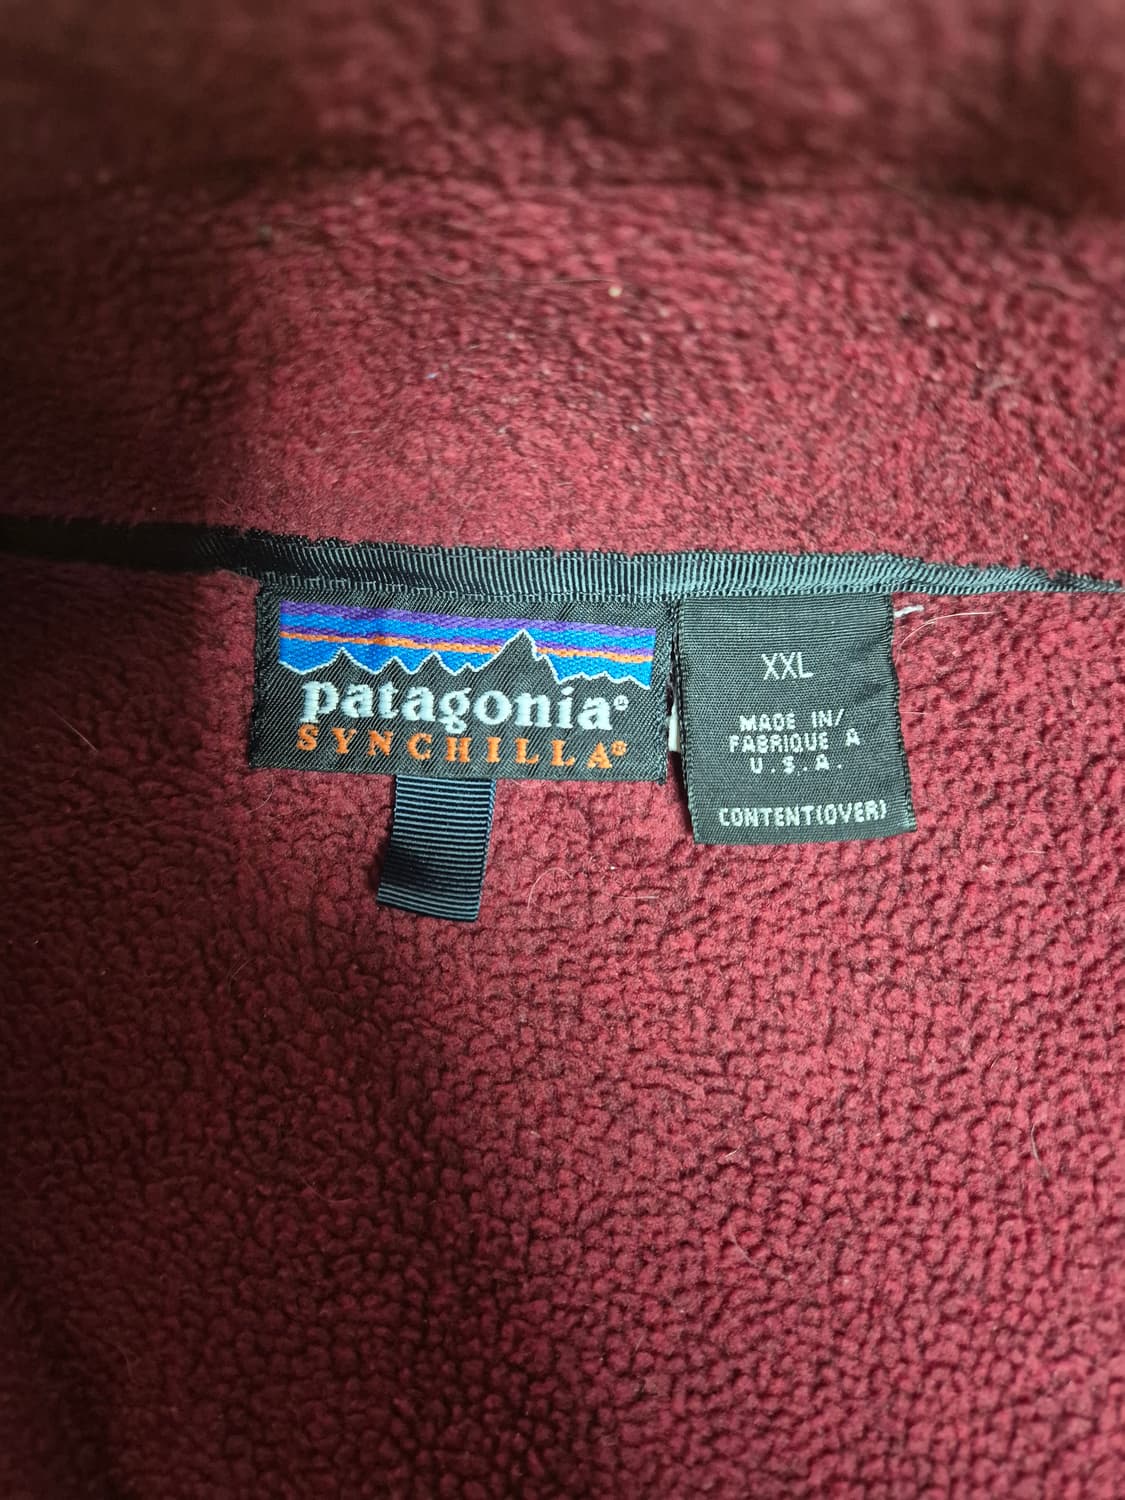 patagonia®
SYNCHILLA®
XXL
MADE IN/
FABRIQUE A
U.S.A.
CONTENT(OVER)